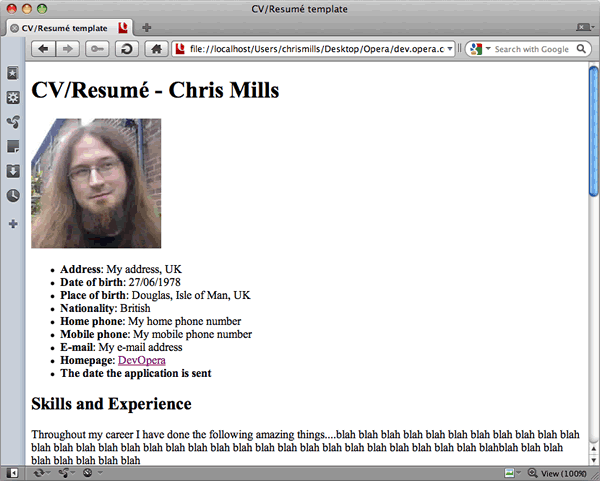 CV/Resumé template
CV/Resumé template
file://localhost/Users/chrismills/Desktop/Opera/dev.opera.c
Search with Google
CV/Resumé - Chris Mills
Address: My address, UK
Date of birth: 27/06/1978
Place of birth: Douglas, Isle of Man, UK
Nationality: British
Home phone: My home phone number
Mobile phone: My mobile phone number
E-mail: My e-mail address
Homepage: DevOpera
The date the application is sent
Skills and Experience
Throughout my career I have done the following amazing things....blah blah blah blah blah blah blah blah blah blah blah
blah blah blah blah blah blah blah blah blah blah blah blah blah blah blah blah blah blah blah blah blahblah blah blah
blah blah blah blah blah
View (100%)